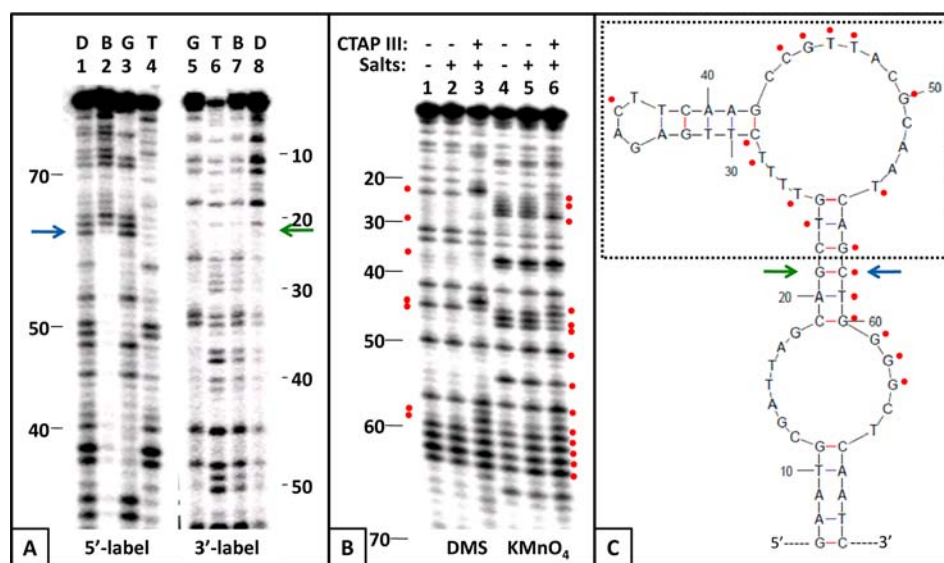 D B G T G T B D
1 2 3 4 5 6 7 8
70
50
40
10
20
30
40
50
A
5′-label
3′-label
CTAP III: - - + - - +
Salts: - + + - + +
1 2 3 4 5 6
20
30
40
50
60
70
B
DMS
KMnO4
40
50
30
20
60
10
G A A T G C G A T T A G C A G C T G T T T T C T T G A G A C T T C A A G C C G T T A C G C A A T C A G C T G G G G C T C A A T C
5′
3′
C